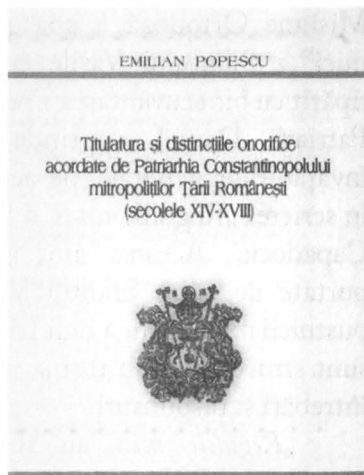 EMILIAN POPESCU
Titulatura și distincțiile onorifice
acordate de Patriarhia Constantinopolului
mitropoliților Țării Românești
(secolele XIV-XVIII)